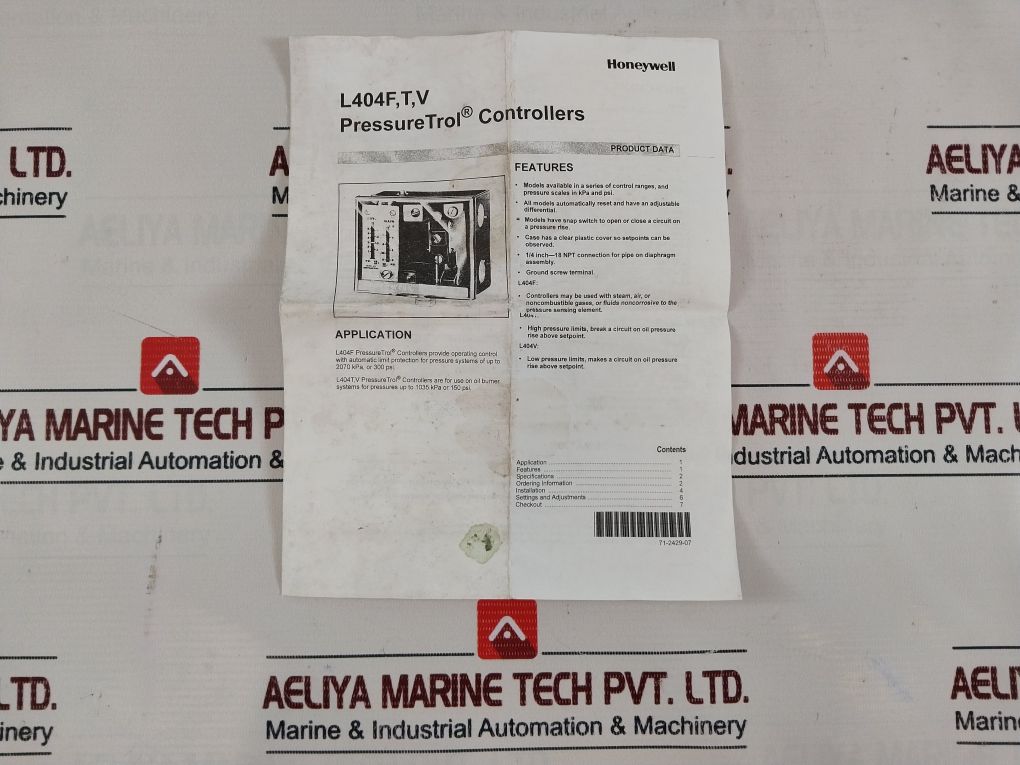 Honeywell
L404F,T,V
PressureTrol® Controllers
PRODUCT DATA
APPLICATION
L404F PressureTrol® Controllers provide operating control
with automatic limit protection for pressure systems of up to
2070 kPa, or 300 psi.
L404T,V PressureTrol® Controllers are for use on oil burner
systems for pressures up to 1035 kPa or 150 psi.
FEATURES
• Models available in a series of control ranges, and
pressure scales in kPa and psi.
• All models automatically reset and have an adjustable
differential.
• Models have snap switch to open or close a circuit on
a pressure rise.
• Case has a clear plastic cover so setpoints can be
observed.
• 1/4 inch—18 NPT connection for pipe on diaphragm
assembly.
• Ground screw terminal.
L404F:
• Controllers may be used with steam, air, or
noncombustible gases, or fluids noncorrosive to the
pressure sensing element.
• High pressure limits, break a circuit on oil pressure
rise above setpoint.
L404V:
• Low pressure limits, makes a circuit on oil pressure
rise above setpoint.
Contents
Application ........ 1
Features ........ 1
Specifications ........ 2
Ordering Information ........ 2
Installation ........ 4
Settings and Adjustments ........ 6
Checkout ........ 7
71-2429-07
LTD.
chinery
AELIYA
Marine &
YA MARINE TECH P
e & Industrial Automation &
MARINE TECH PVT. L
dustrial Automation & Mach
LTD.
inery
AELIYA MARINE TECH PVT. LTD.
Marine & Industrial Automation & Machinery
AELI
Marine